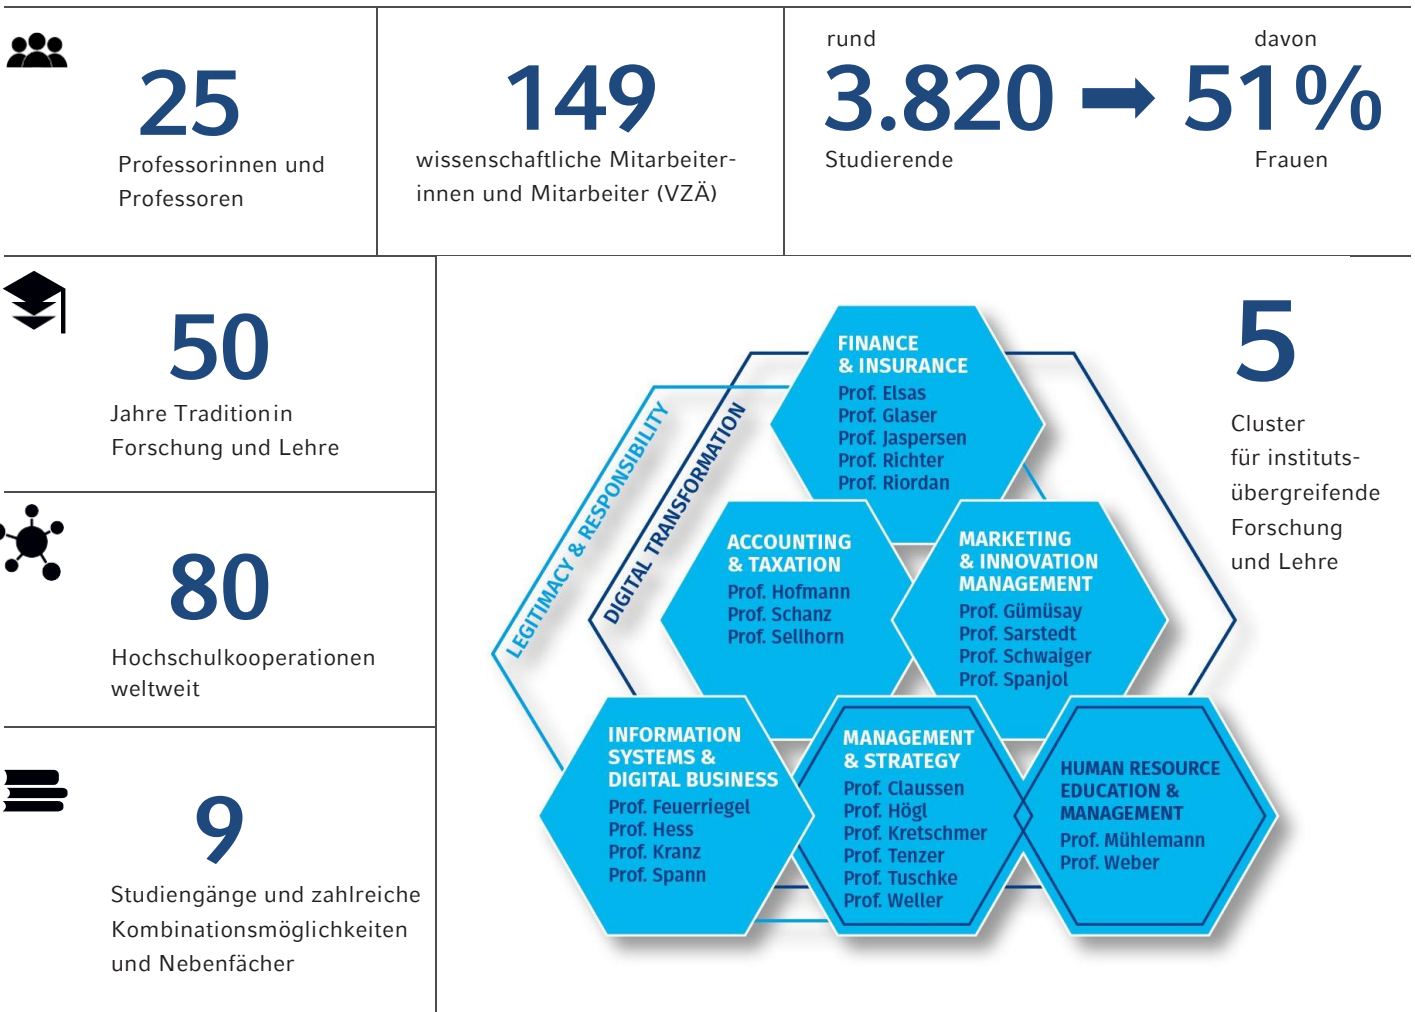 25
Professorinnen und
Professoren
149
wissenschaftliche Mitarbeiter-
innen und Mitarbeiter (VZÄ)
rund
3.820
Studierende
davon
51%
Frauen
50
Jahre Tradition in
Forschung und Lehre
80
Hochschulkooperationen
weltweit
9
Studiengänge und zahlreiche
Kombinationsmöglichkeiten
und Nebenfächer
LEGITIMACY & RESPONSIBILITY
DIGITAL TRANSFORMATION
FINANCE
& INSURANCE
Prof. Elsas
Prof. Glaser
Prof. Jaspersen
Prof. Richter
Prof. Riordan
ACCOUNTING
& TAXATION
Prof. Hofmann
Prof. Schanz
Prof. Sellhorn
MARKETING
& INNOVATION
MANAGEMENT
Prof. Gümüsay
Prof. Sarstedt
Prof. Schwaiger
Prof. Spanjol
INFORMATION
SYSTEMS &
DIGITAL BUSINESS
Prof. Feuerriegel
Prof. Hess
Prof. Kranz
Prof. Spann
MANAGEMENT
& STRATEGY
Prof. Claussen
Prof. Högl
Prof. Kretschmer
Prof. Tenzer
Prof. Tuschke
Prof. Weller
HUMAN RESOURCE
EDUCATION &
MANAGEMENT
Prof. Mühlemann
Prof. Weber
5
Cluster
für instituts-
übergreifende
Forschung
und Lehre